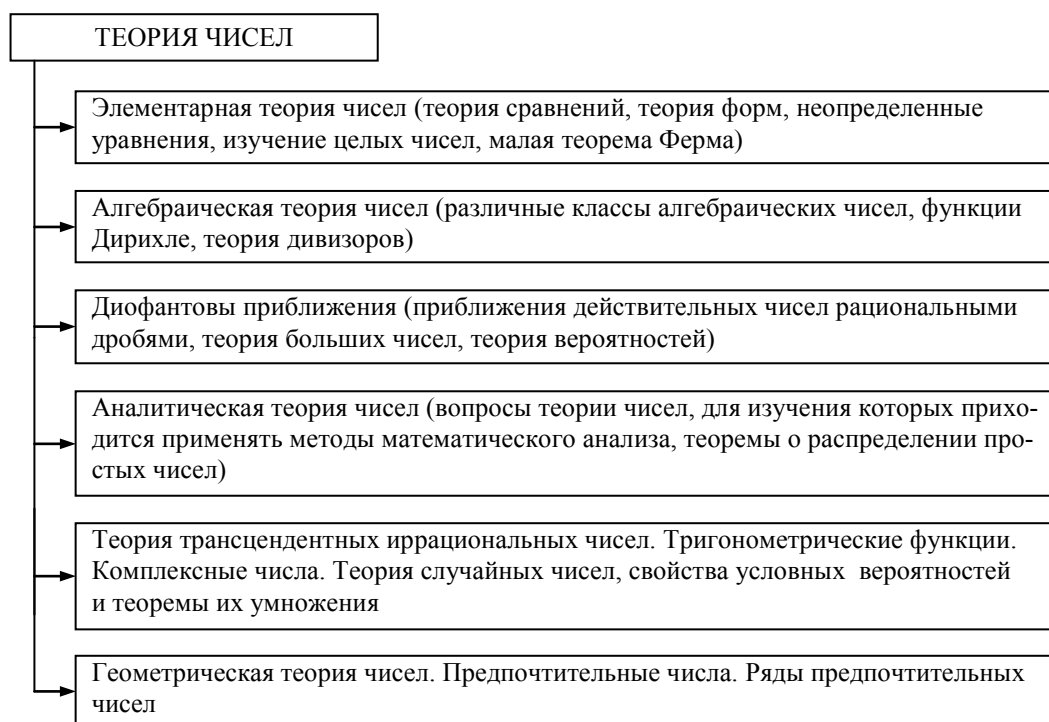 ТЕОРИЯ ЧИСЕЛ
Элементарная теория чисел (теория сравнений, теория форм, неопределенные
уравнения, изучение целых чисел, малая теорема Ферма)
Алгебраическая теория чисел (различные классы алгебраических чисел, функции
Дирихле, теория дивизоров)
Диофантовы приближения (приближения действительных чисел рациональными
дробями, теория больших чисел, теория вероятностей)
Аналитическая теория чисел (вопросы теории чисел, для изучения которых прихо-
дится применять методы математического анализа, теоремы о распределении про-
стых чисел)
Теория трансцендентных иррациональных чисел. Тригонометрические функции.
Комплексные числа. Теория случайных чисел, свойства условных вероятностей
и теоремы их умножения
Геометрическая теория чисел. Предпочтительные числа. Ряды предпочтительных
чисел